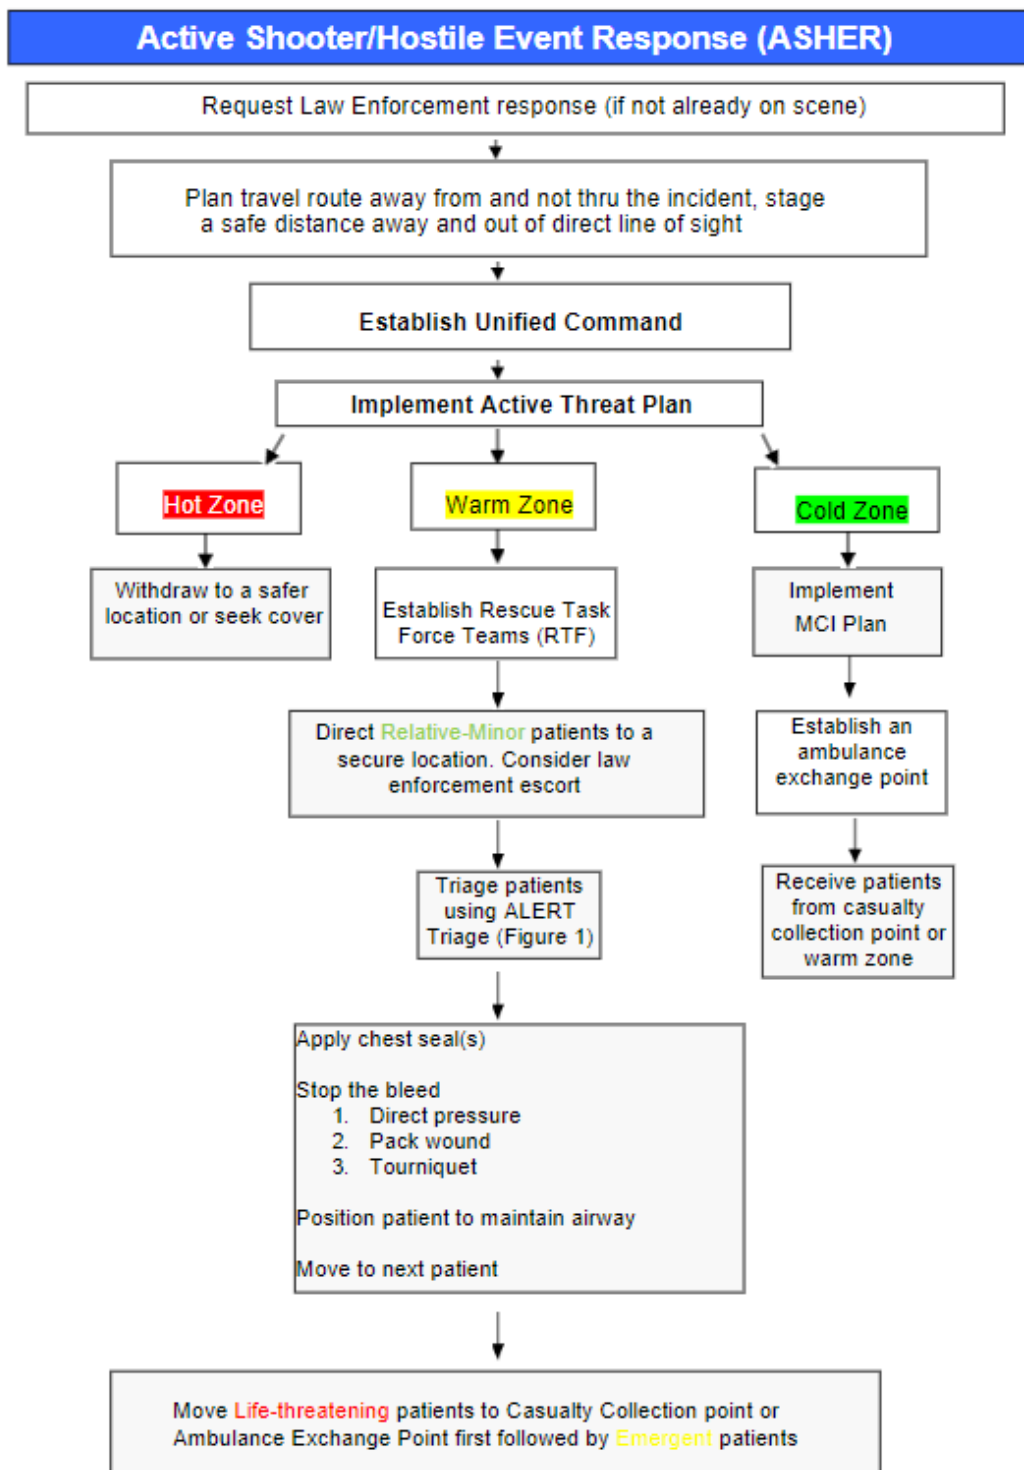 Active Shooter/Hostile Event Response (ASHER)
Request Law Enforcement response (if not already on scene)
Plan travel route away from and not thru the incident, stage
a safe distance away and out of direct line of sight
Establish Unified Command
Implement Active Threat Plan
Hot Zone
Withdraw to a safer
location or seek cover
Warm Zone
Establish Rescue Task
Force Teams (RTF)
Direct Relative-Minor patients to a
secure location. Consider law
enforcement escort
Triage patients
using ALERT
Triage (Figure 1)
Apply chest seal(s)
Stop the bleed
1. Direct pressure
2. Pack wound
3. Tourniquet
Position patient to maintain airway
Move to next patient
Move Life-threatening patients to Casualty Collection point or
Ambulance Exchange Point first followed by Emergent patients
Cold Zone
Implement
MCI Plan
Establish an
ambulance
exchange point
Receive patients
from casualty
collection point or
warm zone